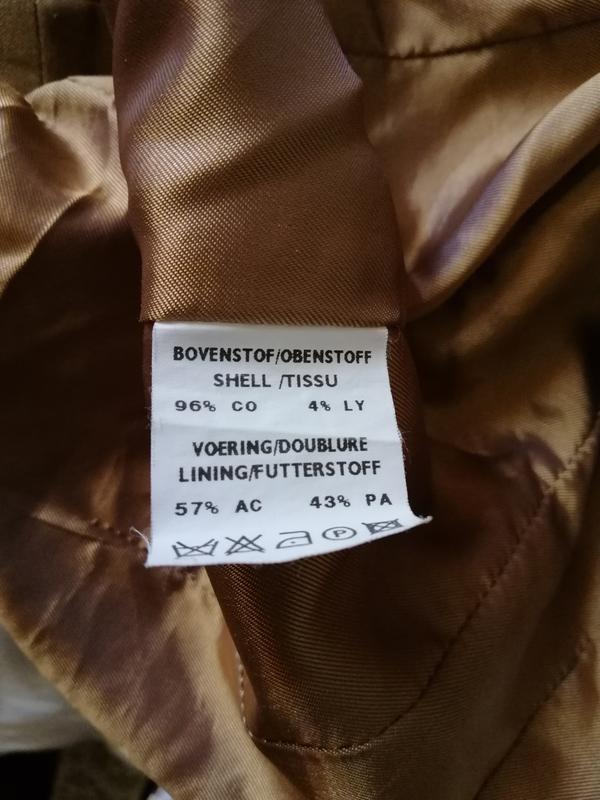 BOVENSTOF/OBENSTOFF
SHELL /TISSU
96% CO 4% LY
VOERING/DOUBLURE
LINING/FUTTERSTOFF
57% AC 43% PA
P